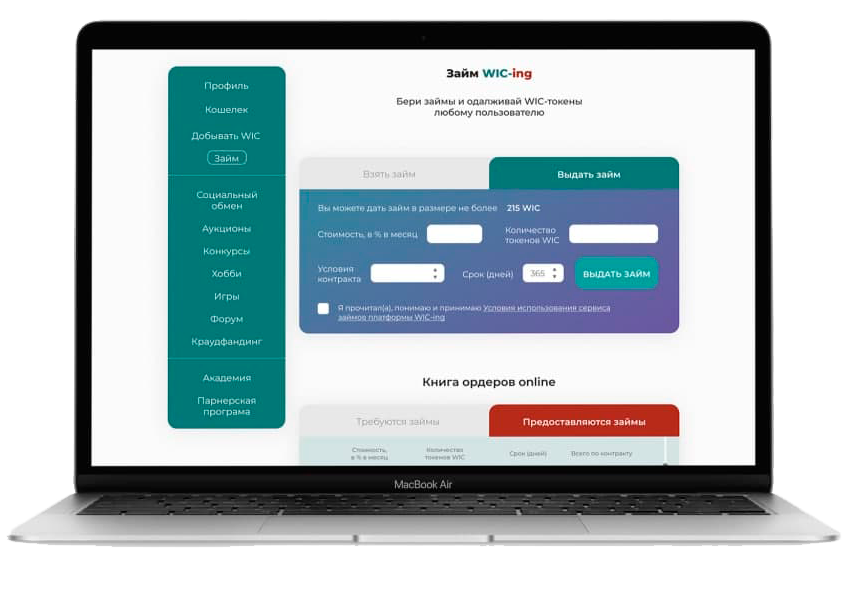 Профиль
Кошелек
Добывать WIC
Займ
Социальный
обмен
Аукционы
Конкурсы
Хобби
Игры
Форум
Краудфандинг
Академия
Парнерская
програма
Займ WIC-ing
Бери займы и одалживай WIC-токены
любому пользователю
Взять займ
Выдать займ
Вы можете дать займ в размере не более 215 WIC
Стоимость, в % в месяц
Количество
токенов WIC
Условия
контракта
Срок (дней)
365
ВЫДАТЬ ЗАЙМ
Я прочитал(а), понимаю и принимаю Условия использования сервиса
займов платформы WIC-ing
Книга ордеров online
Требуются займы
Предоставляются займы
Стоимость,
в % в месяц
Количество
токенов WIC
Срок (дней)
Всего по контракту
MacBook Air